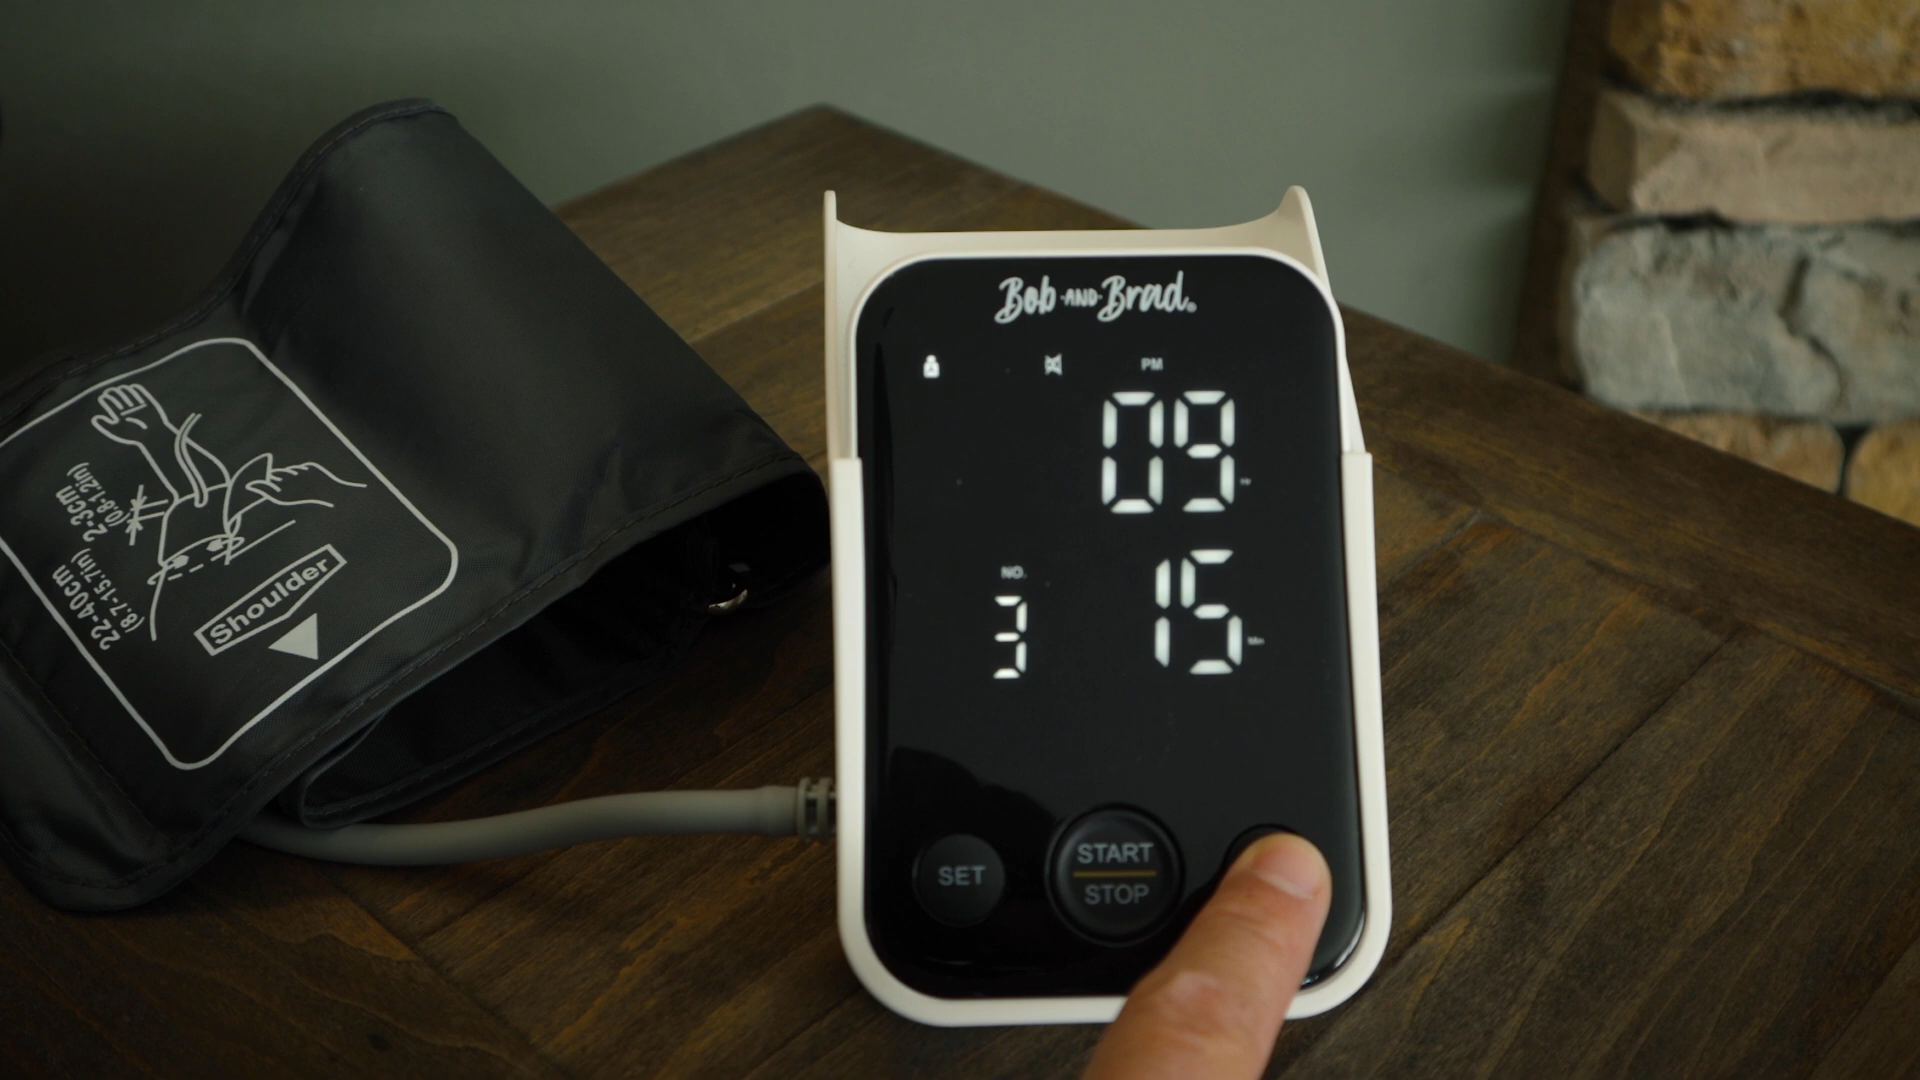 Bob AND Brad®
PM
09
NO.
3
15
Min
SET
START
STOP
2-3cm
(0.8-1.2in)
22-40cm
(8.7-15.7in)
Shoulder